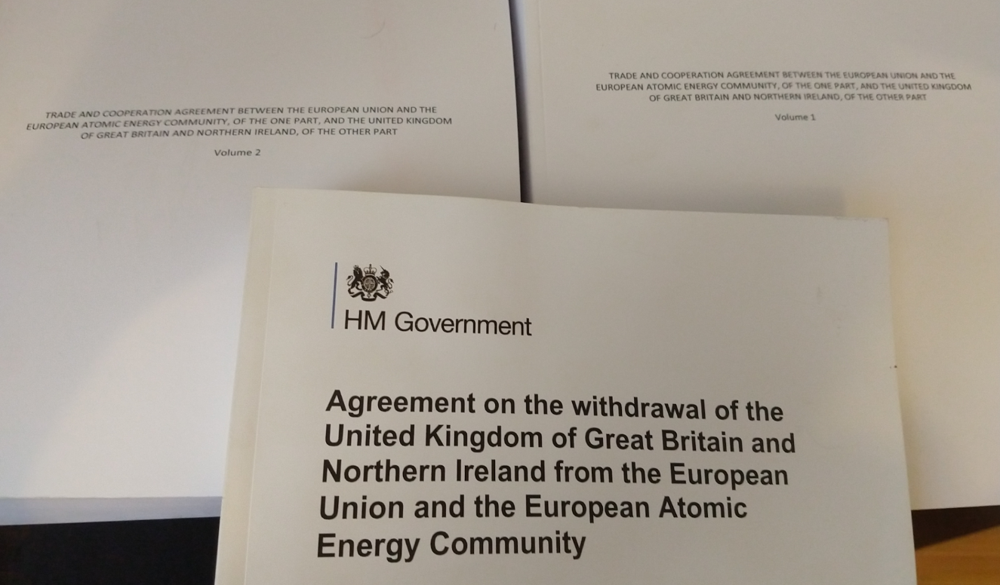 TRADE AND COOPERATION AGREEMENT BETWEEN THE EUROPEAN UNION AND THE
EUROPEAN ATOMIC ENERGY COMMUNITY, OF THE ONE PART, AND THE UNITED KINGDOM
OF GREAT BRITAIN AND NORTHERN IRELAND, OF THE OTHER PART
Volume 2
TRADE AND COOPERATION AGREEMENT BETWEEN THE EUROPEAN UNION AND THE
EUROPEAN ATOMIC ENERGY COMMUNITY, OF THE ONE PART, AND THE UNITED KINGDOM
OF GREAT BRITAIN AND NORTHERN IRELAND, OF THE OTHER PART
Volume 1
HM Government
Agreement on the withdrawal of the
United Kingdom of Great Britain and
Northern Ireland from the European
Union and the European Atomic
Energy Community